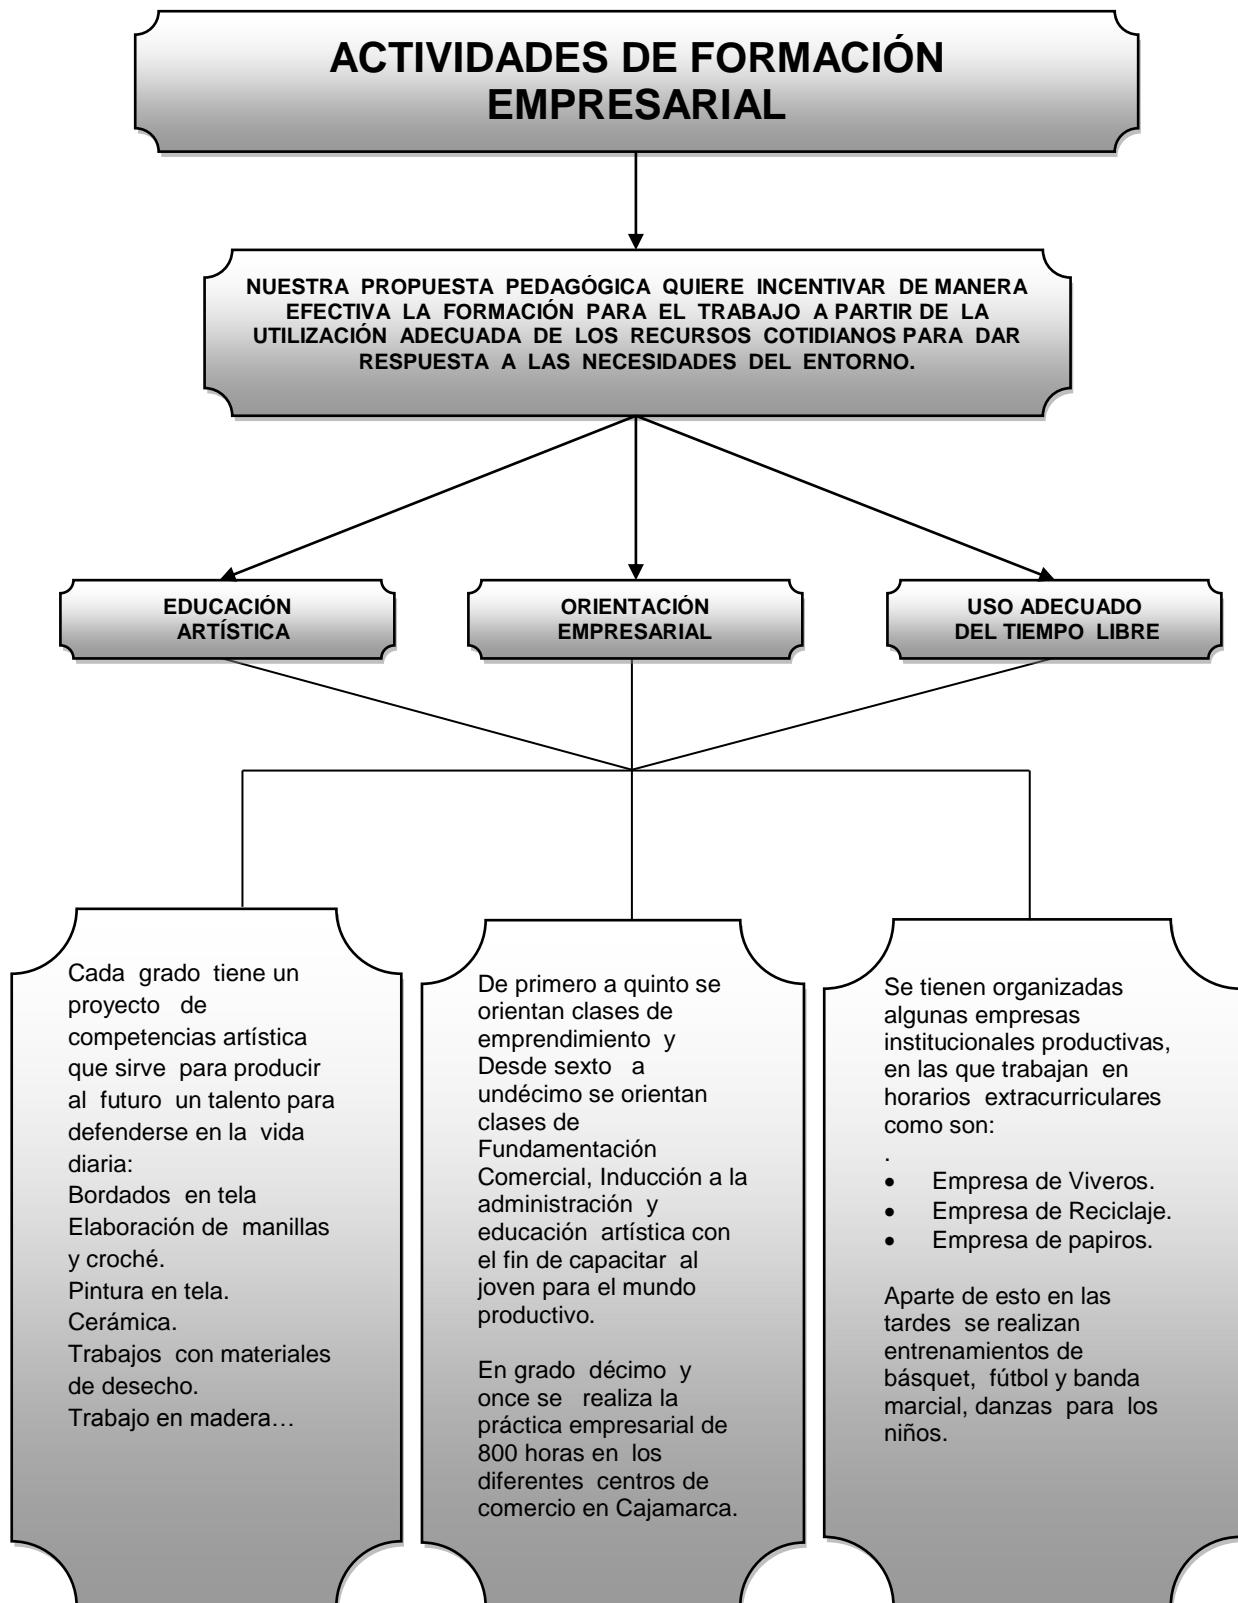 ACTIVIDADES DE FORMACIÓN
EMPRESARIAL
NUESTRA PROPUESTA PEDAGÓGICA QUIERE INCENTIVAR DE MANERA
EFECTIVA LA FORMACIÓN PARA EL TRABAJO A PARTIR DE LA
UTILIZACIÓN ADECUADA DE LOS RECURSOS COTIDIANOS PARA DAR
RESPUESTA A LAS NECESIDADES DEL ENTORNO.
EDUCACIÓN
ARTÍSTICA
ORIENTACIÓN
EMPRESARIAL
USO ADECUADO
DEL TIEMPO LIBRE
Cada grado tiene un
proyecto de
competencias artística
que sirve para producir
al futuro un talento para
defenderse en la vida
diaria:
Bordados en tela
Elaboración de manillas
y croché.
Pintura en tela.
Cerámica.
Trabajos con materiales
de desecho.
Trabajo en madera…
De primero a quinto se
orientan clases de
emprendimiento y
Desde sexto a
undécimo se orientan
clases de
Fundamentación
Comercial, Inducción a la
administración y
educación artística con
el fin de capacitar al
joven para el mundo
productivo.
En grado décimo y
once se realiza la
práctica empresarial de
800 horas en los
diferentes centros de
comercio en Cajamarca.
Se tienen organizadas
algunas empresas
institucionales productivas,
en las que trabajan en
horarios extracurriculares
como son:
.
• Empresa de Viveros.
• Empresa de Reciclaje.
• Empresa de papiros.
Aparte de esto en las
tardes se realizan
entrenamientos de
básquet, fútbol y banda
marcial, danzas para los
niños.